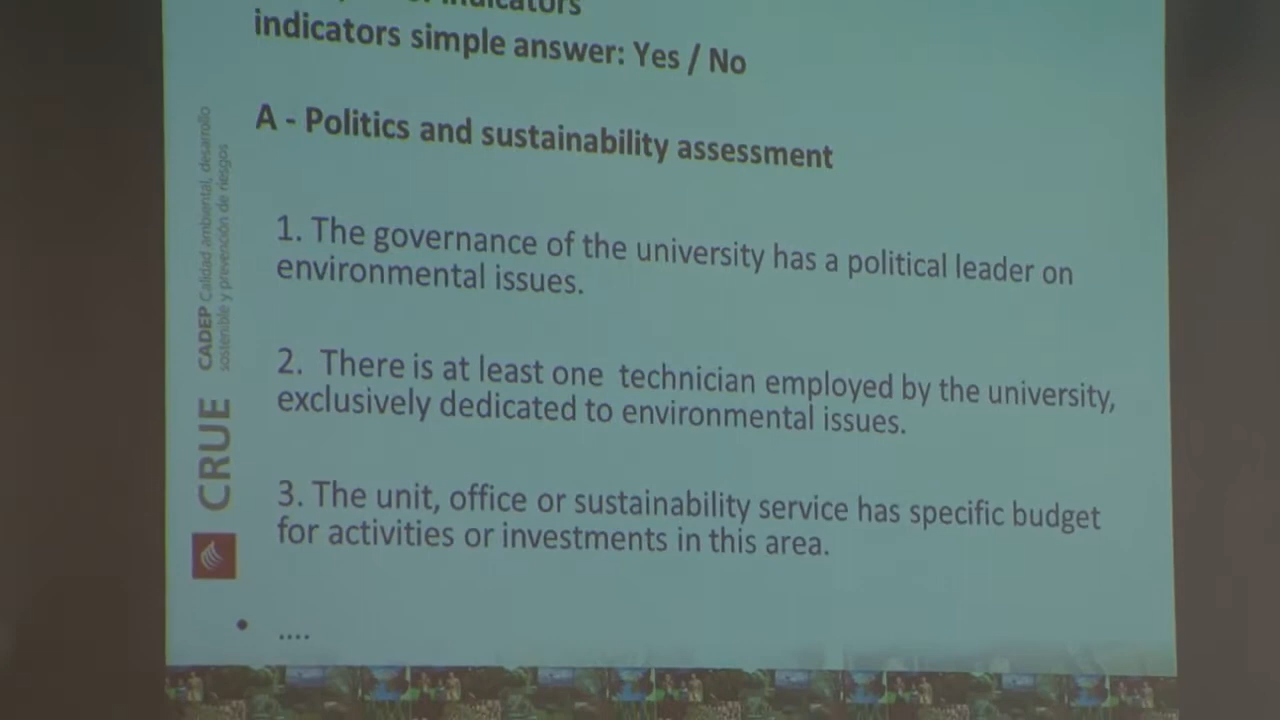 indicators
indicators simple answer: Yes / No
A - Politics and sustainability assessment
1. The governance of the university has a political leader on
environmental issues.
2. There is at least one technician employed by the university,
exclusively dedicated to environmental issues.
3. The unit, office or sustainability service has specific budget
for activities or investments in this area.
• ....
CRUE CADEP Calidad ambiental, desarrollo
sostenible y prevención de riesgos